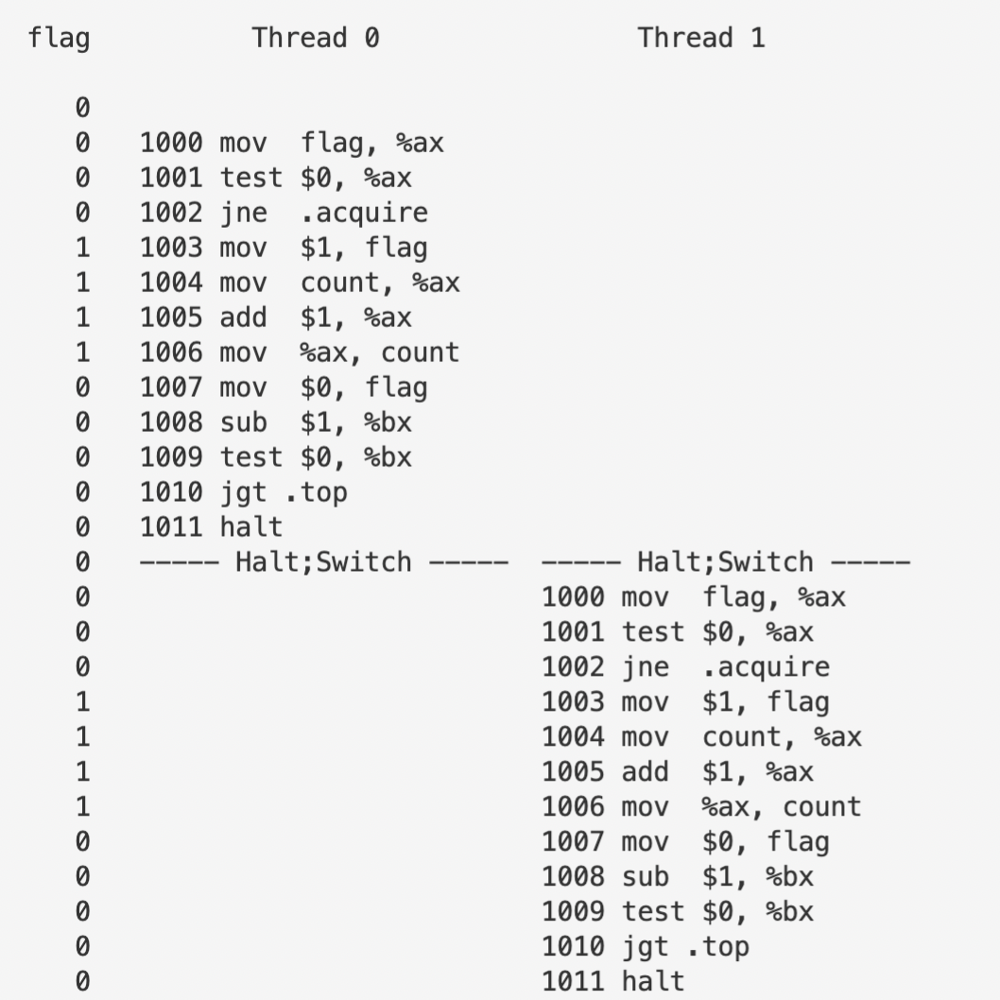 flag          Thread 0                Thread 1
   0
   0   1000 mov  flag, %ax
   0   1001 test $0, %ax
   0   1002 jne  .acquire
   1   1003 mov  $1, flag
   1   1004 mov  count, %ax
   1   1005 add  $1, %ax
   1   1006 mov  %ax, count
   0   1007 mov  $0, flag
   0   1008 sub  $1, %bx
   0   1009 test $0, %bx
   0   1010 jgt .top
   0   1011 halt
   0   ----- Halt;Switch -----  ----- Halt;Switch -----
   0                            1000 mov  flag, %ax
   0                            1001 test $0, %ax
   0                            1002 jne  .acquire
   1                            1003 mov  $1, flag
   1                            1004 mov  count, %ax
   1                            1005 add  $1, %ax
   1                            1006 mov  %ax, count
   0                            1007 mov  $0, flag
   0                            1008 sub  $1, %bx
   0                            1009 test $0, %bx
   0                            1010 jgt .top
   0                            1011 halt